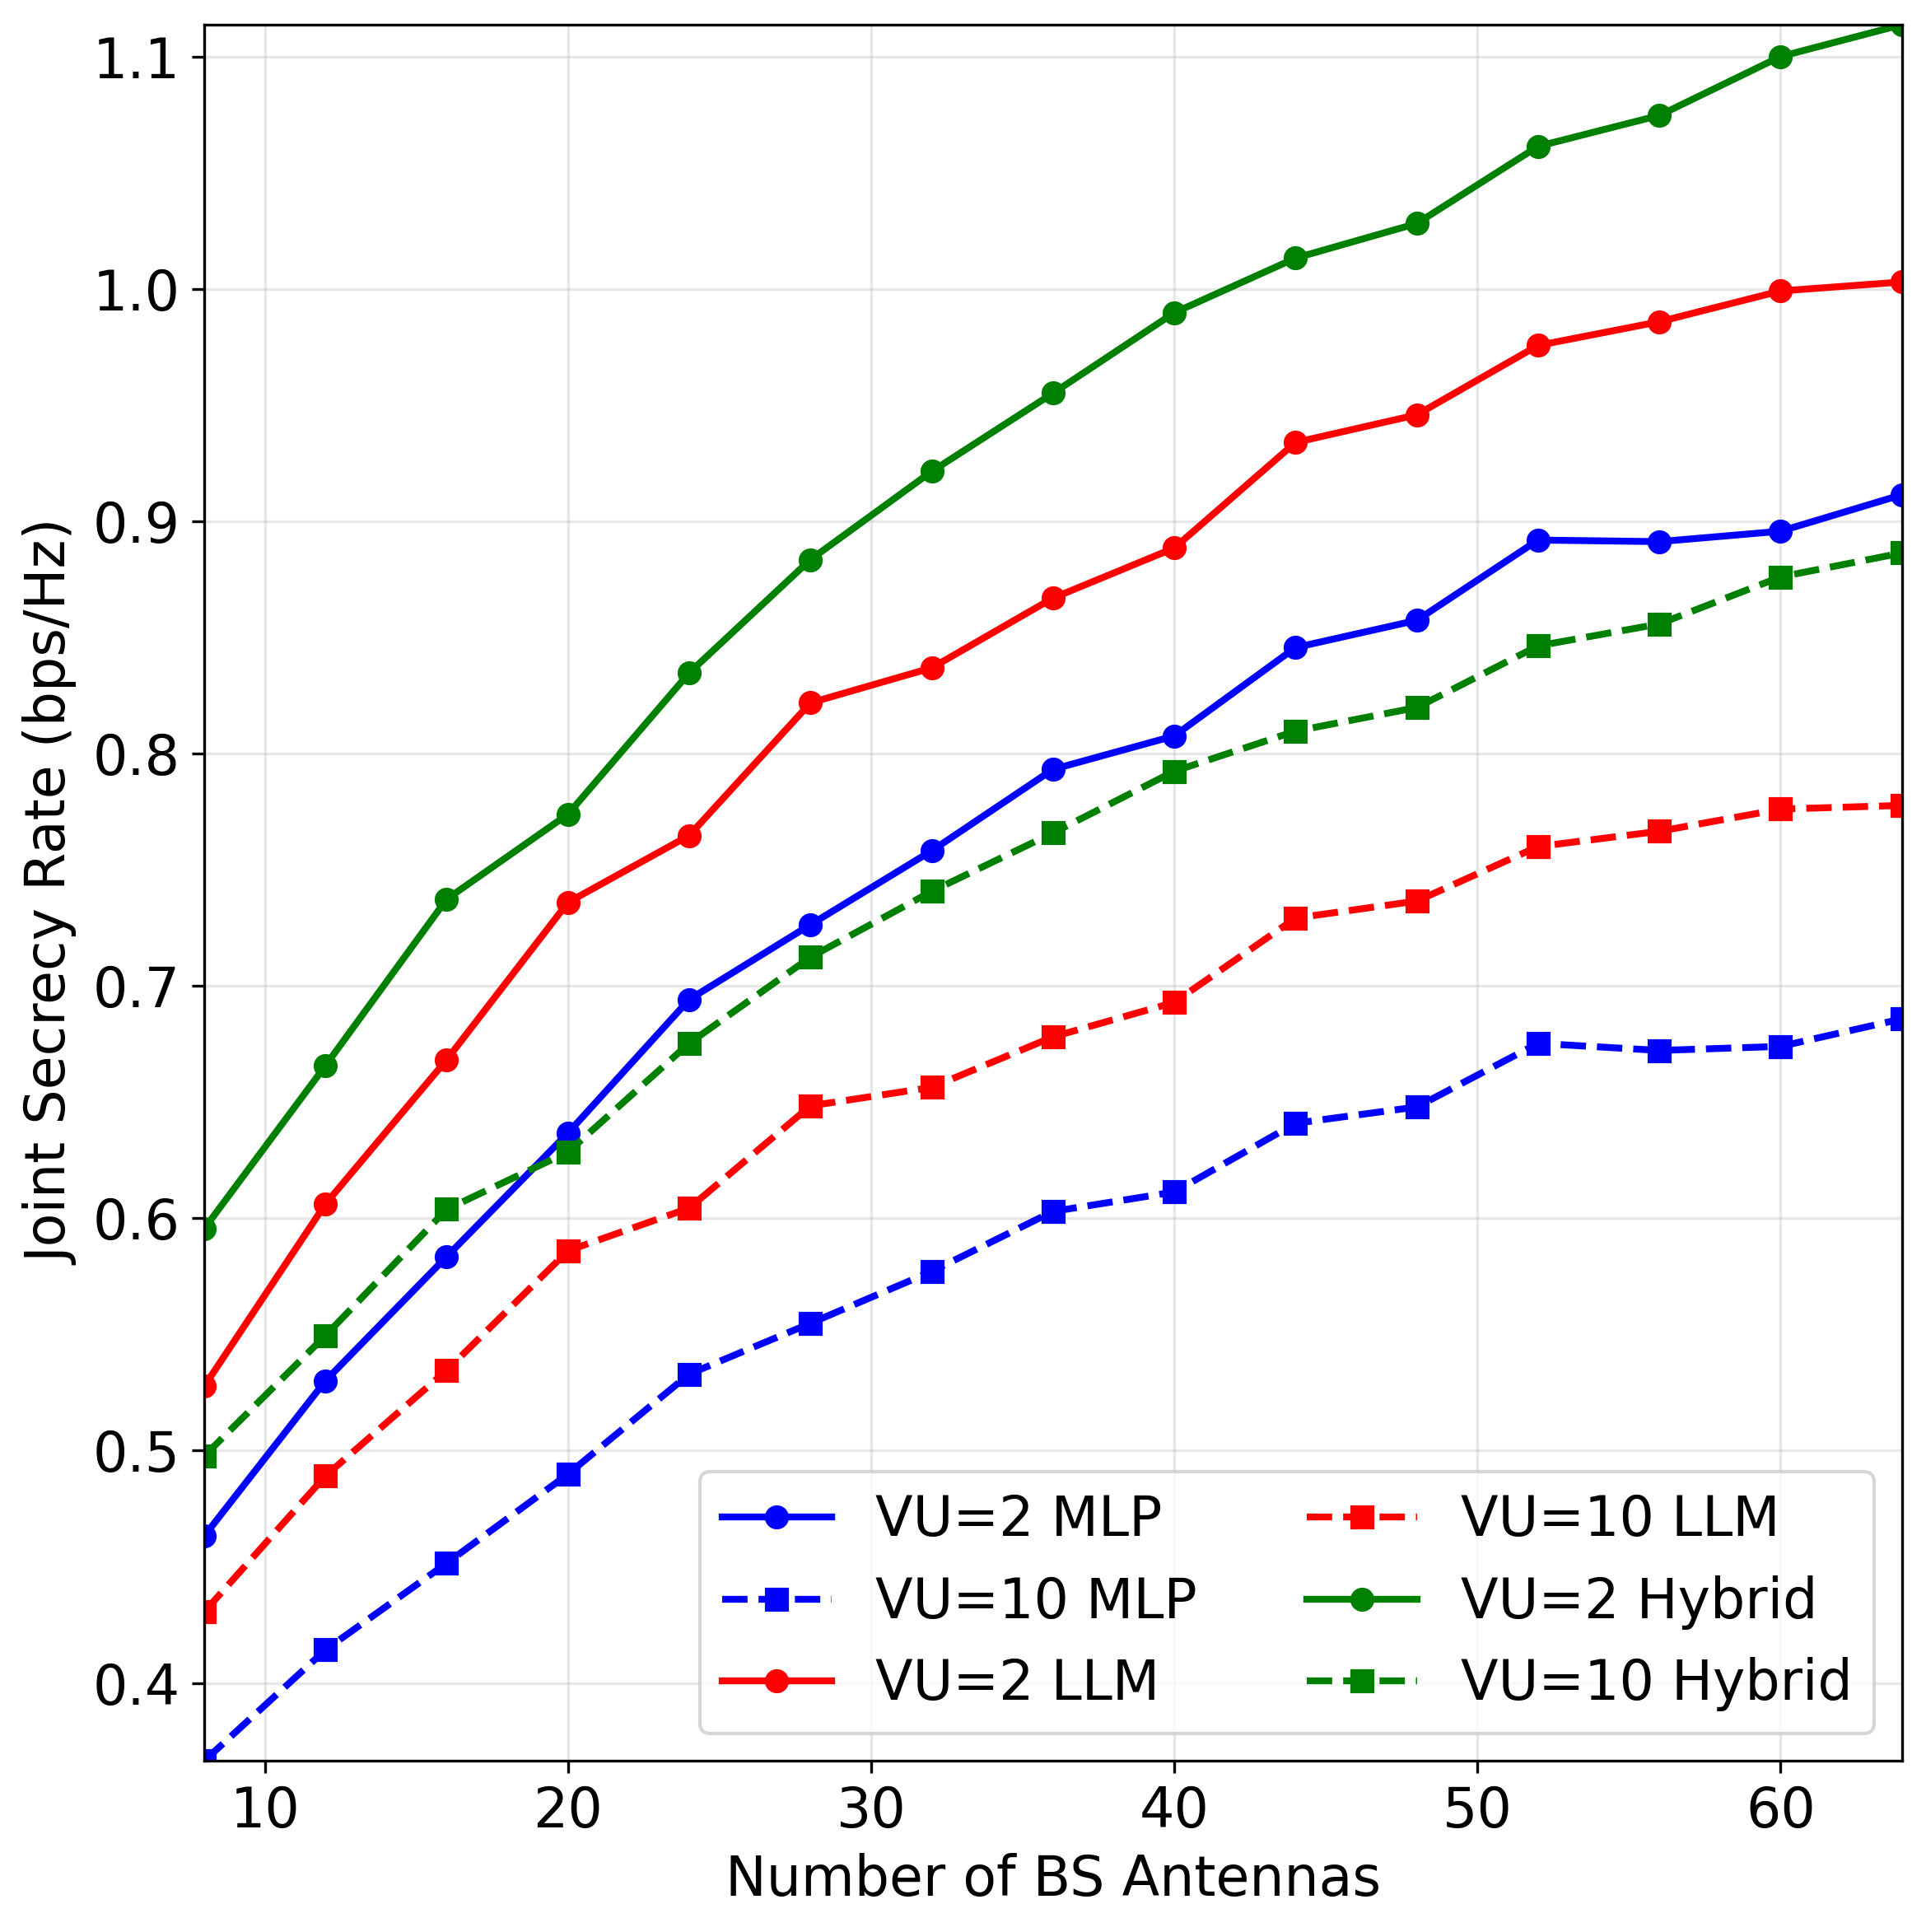 1.1
1.0
0.9
0.8
0.7
0.6
0.5
0.4
Joint Secrecy Rate (bps/Hz)
VU=2 MLP
VU=10 MLP
VU=2 LLM
VU=10 LLM
VU=2 Hybrid
VU=10 Hybrid
10 20 30 40 50 60
Number of BS Antennas